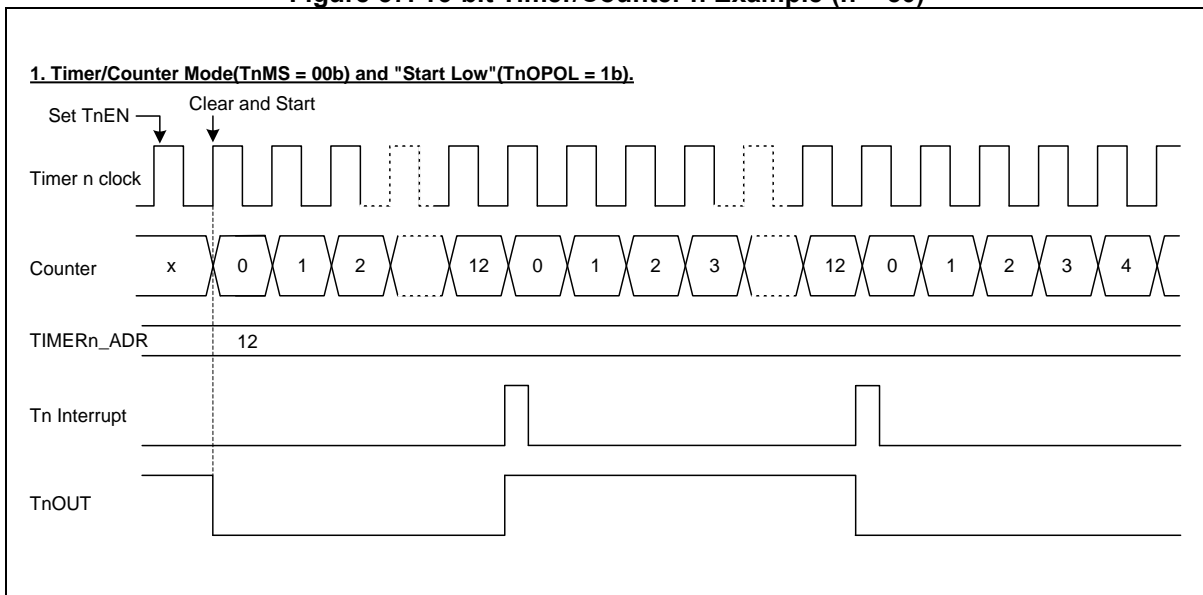 1. Timer/Counter Mode(TnMS = 00b) and "Start Low"(TnOPOL = 1b).
Set TnEN
Clear and Start
Timer n clock
Counter x 0 1 2 12 0 1 2 3 12 0 1 2 3 4
TIMERn_ADR 12
Tn Interrupt
TnOUT